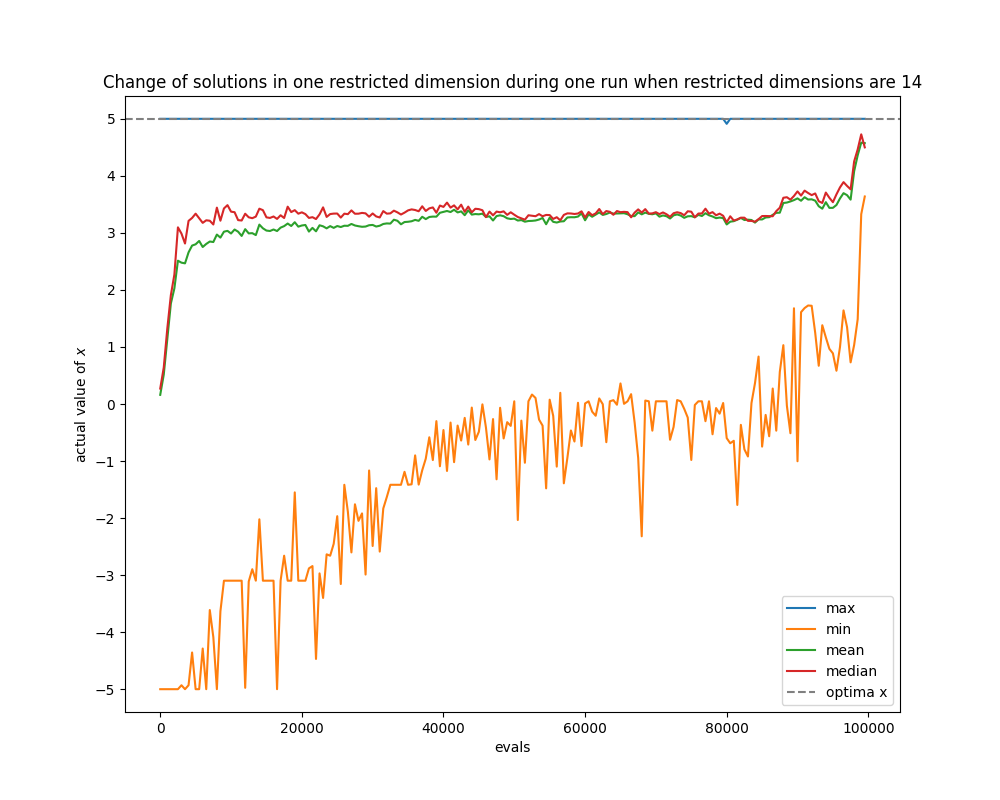 Change of solutions in one restricted dimension during one run when restricted dimensions are 14
5
4
3
2
1
0
−1
−2
−3
−4
−5
actual value of x
0 20000 40000 60000 80000 100000
evals
max
min
mean
median
optima x